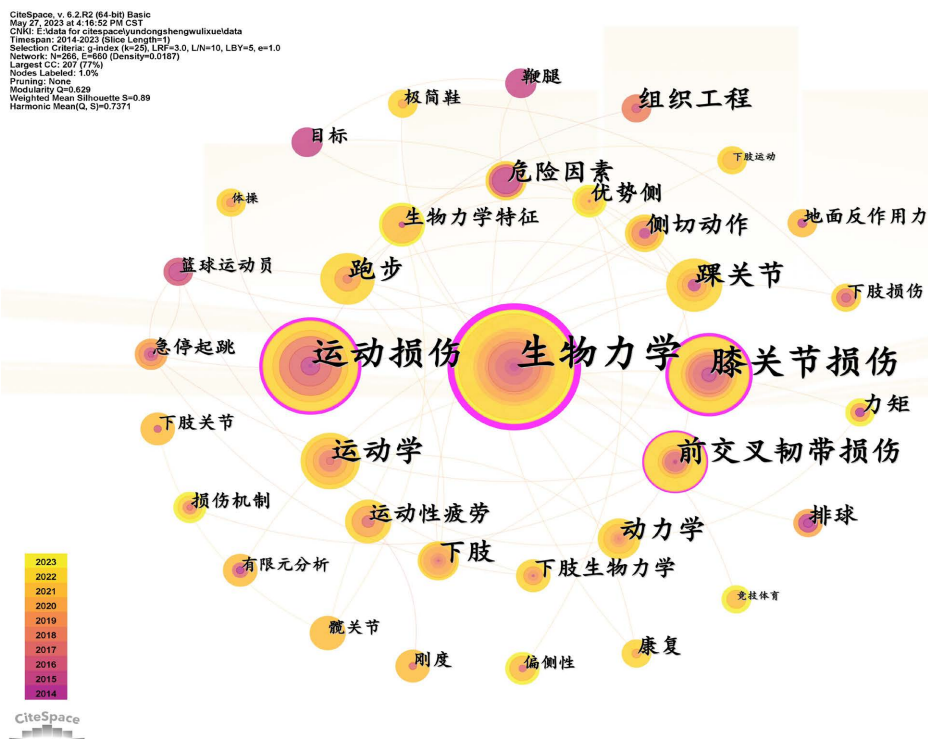 CiteSpace, v. 6.2.R2 (64-bit) Basic
May 27, 2023 at 4:16:52 PM CST
CNKI: E:\data for citespace\yundongshengwulixue\data
Timespan: 2014-2023 (Slice Length=1)
Selection Criteria: g-index (k=25), LRF=3.0, L/N=10, LBY=5, e=1.0
Network: N=266, E=660 (Density=0.0187)
Largest CC: 207 (77%)
Nodes Labeled: 1.0%
Pruning: None
Modularity Q=0.629
Weighted Mean Silhouette S=0.89
Harmonic Mean(Q, S)=0.7371
鞭腿
极简鞋
组织工程
目标
下肢运动
危险因素
优势侧
体操
生物力学特征
侧切动作
地面反作用力
篮球运动员
跑步
踝关节
下肢损伤
急停起跳
运动损伤
生物力学
膝关节损伤
力矩
下肢关节
运动学
前交叉韧带损伤
损伤机制
运动性疲劳
排球
动力学
下肢
有限元分析
下肢生物力学
竞技体育
髋关节
康复
刚度
偏侧性
2023
2022
2021
2020
2019
2018
2017
2016
2015
2014
CiteSpace